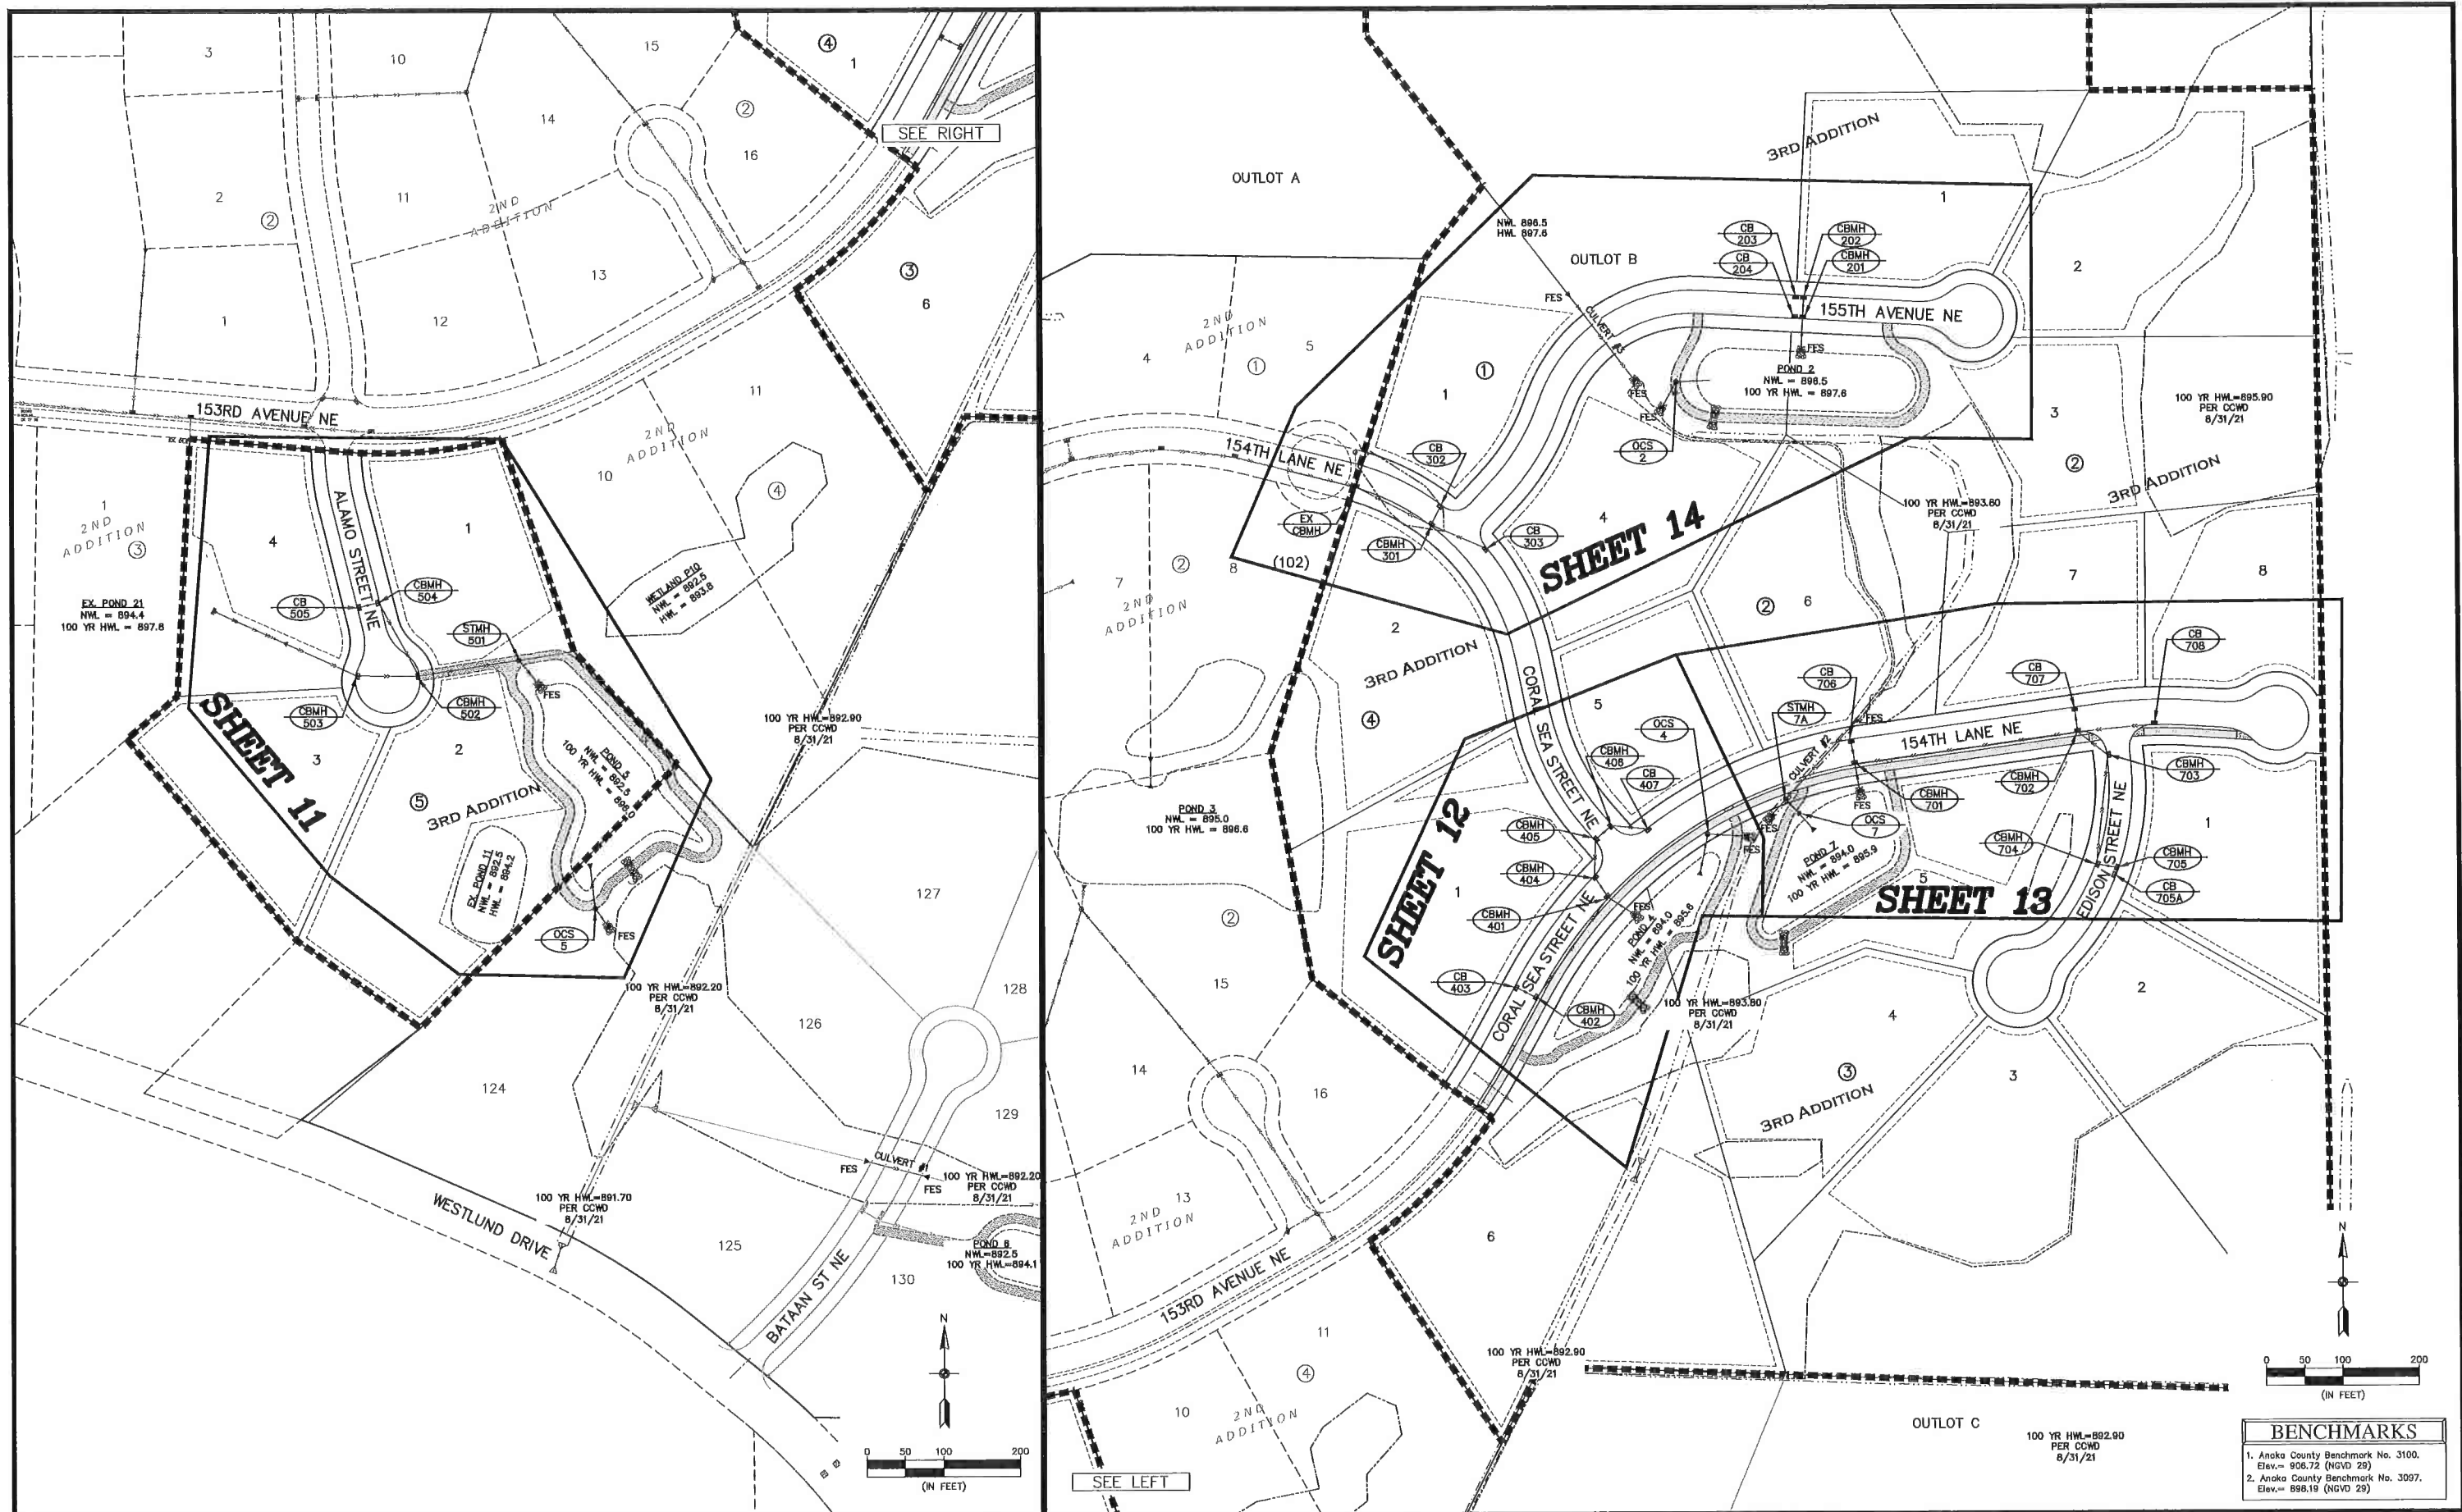 3
10
15
④
1
14
②
16
SEE RIGHT
2
②
11
2ND
ADDITION
13
③
6
1
12
11
153RD AVENUE NE
2ND
ADDITION
10
④
1
2ND
ADDITION
③
4
ALAMO STREET NE
1
EX. POND 21
NWL = 894.4
100 YR HWL = 897.8
CB
505
CBMH
504
STMH
501
WETLAND P10
NWL = 892.5
HWL = 893.8
FES
CBMH
503
CBMH
502
SHEET 11
3
2
100 YR HWL=892.90
PER CCWD
8/31/21
POND 5
NWL = 892.5
⑤
3RD ADDITION
EX. POND 11
NWL = 892.5
HWL = 894.2
127
OCS
5
FES
100 YR HWL=892.20
PER CCWD
8/31/21
128
126
124
129
CULVERT #1
FES
FES
100 YR HWL=892.20
PER CCWD
8/31/21
100 YR HWL=891.70
PER CCWD
8/31/21
WESTLUND DRIVE
125
POND 6
NWL=892.5
100 YR HWL=894.1
130
BATAAN ST NE
N
0 50 100 200
(IN FEET)
OUTLOT A
3RD ADDITION
1
NWL 896.5
HWL 897.6
OUTLOT B
CB
203
CBMH
202
CB
204
CBMH
201
2
FES
CULVERT #3
155TH AVENUE NE
2ND
ADDITION
4
5
①
①
1
FES
POND 2
NWL = 896.5
100 YR HWL = 897.6
FES
FES
3
100 YR HWL=895.90
PER CCWD
8/31/21
154TH LANE NE
CB
302
OCS
2
②
3RD ADDITION
EX
CBMH
CBMH
301
4
CB
303
SHEET 14
100 YR HWL=893.60
PER CCWD
8/31/21
8
(102)
7
②
2ND
ADDITION
2
②
6
7
8
3RD ADDITION
④
CORAL SEA STREET NE
5
CB
708
CB
707
CB
706
STMH
7A
OCS
4
FES
154TH LANE NE
CBMH
406
CB
407
CULVERT #2
CBMH
702
CBMH
703
POND 3
NWL = 895.0
100 YR HWL = 896.6
SHEET 12
CBMH
405
FES
FES
FES
CBMH
701
OCS
7
CBMH
404
POND 7
NWL = 894.0
100 YR HWL = 895.9
CBMH
704
CBMH
705
1
1
5
SHEET 13
CB
705A
EDISON STREET NE
②
CBMH
401
FES
POND 4
NWL = 894.0
100 YR HWL = 895.6
CORAL SEA STREET NE
CB
403
CBMH
402
100 YR HWL=893.80
PER CCWD
8/31/21
15
4
2
14
16
③
3
3RD ADDITION
13
2ND
ADDITION
6
153RD AVENUE NE
11
④
10
2ND
ADDITION
100 YR HWL=892.90
PER CCWD
8/31/21
N
0 50 100 200
(IN FEET)
OUTLOT C
100 YR HWL=892.90
PER CCWD
8/31/21
SEE LEFT
BENCHMARKS
1. Anoka County Benchmark No. 3100.
Elev.= 906.72 (NGVD 29)
2. Anoka County Benchmark No. 3097.
Elev.= 898.19 (NGVD 29)